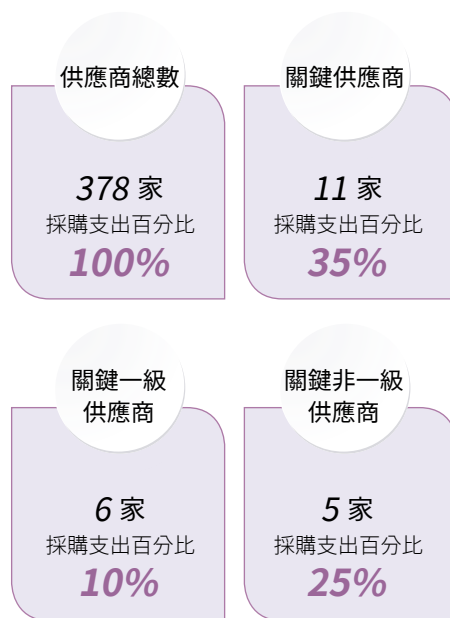 供應商總數
378 家
採購支出百分比
100%
關鍵供應商
11 家
採購支出百分比
35%
關鍵一級
供應商
6 家
採購支出百分比
10%
關鍵非一級
供應商
5 家
採購支出百分比
25%